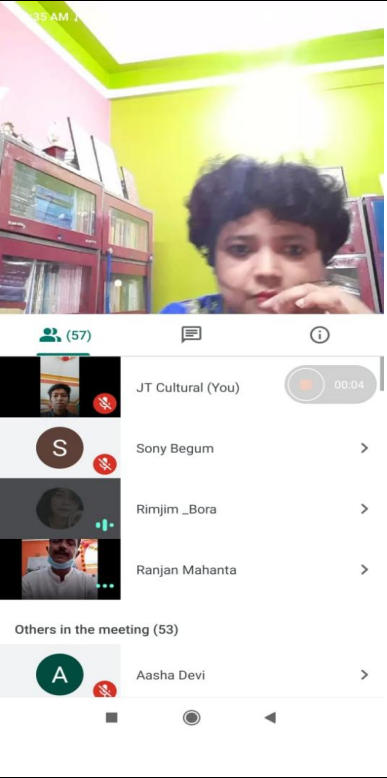 :35 AM
(57)
JT Cultural (You)
00:04
S
Sony Begum
Rimjim _Bora
Ranjan Mahanta
Others in the meeting (53)
A
Aasha Devi